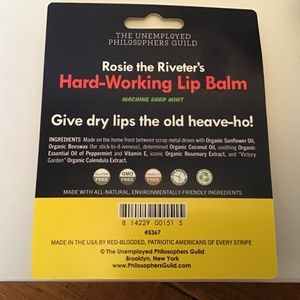 THE UNEMPLOYED
PHILOSOPHERS GUILD
Rosie the Riveter's
Hard-Working Lip Balm
MACHINE SHOP MINT
Give dry lips the old heave-ho!
INGREDIENTS Made on the home front between scrap metal drives with Organic Sunflower Oil,
Organic Beeswax (for stick-to-it-iveness), determined Organic Coconut Oil, soothing Organic
Essential Oil of Peppermint and Vitamin E, iconic Organic Rosemary Extract, and "Victory
Garden" Organic Calendula Extract.
GLUTEN FREE
GMO FREE
MADE WITH ALL-NATURAL, ENVIRONMENTALLY-FRIENDLY INGREDIENTS
8 14229 00151 5
#5367
MADE IN THE USA BY RED-BLOODED, PATRIOTIC AMERICANS OF EVERY STRIPE
© The Unemployed Philosophers Guild
Brooklyn, New York
www.PhilosophersGuild.com